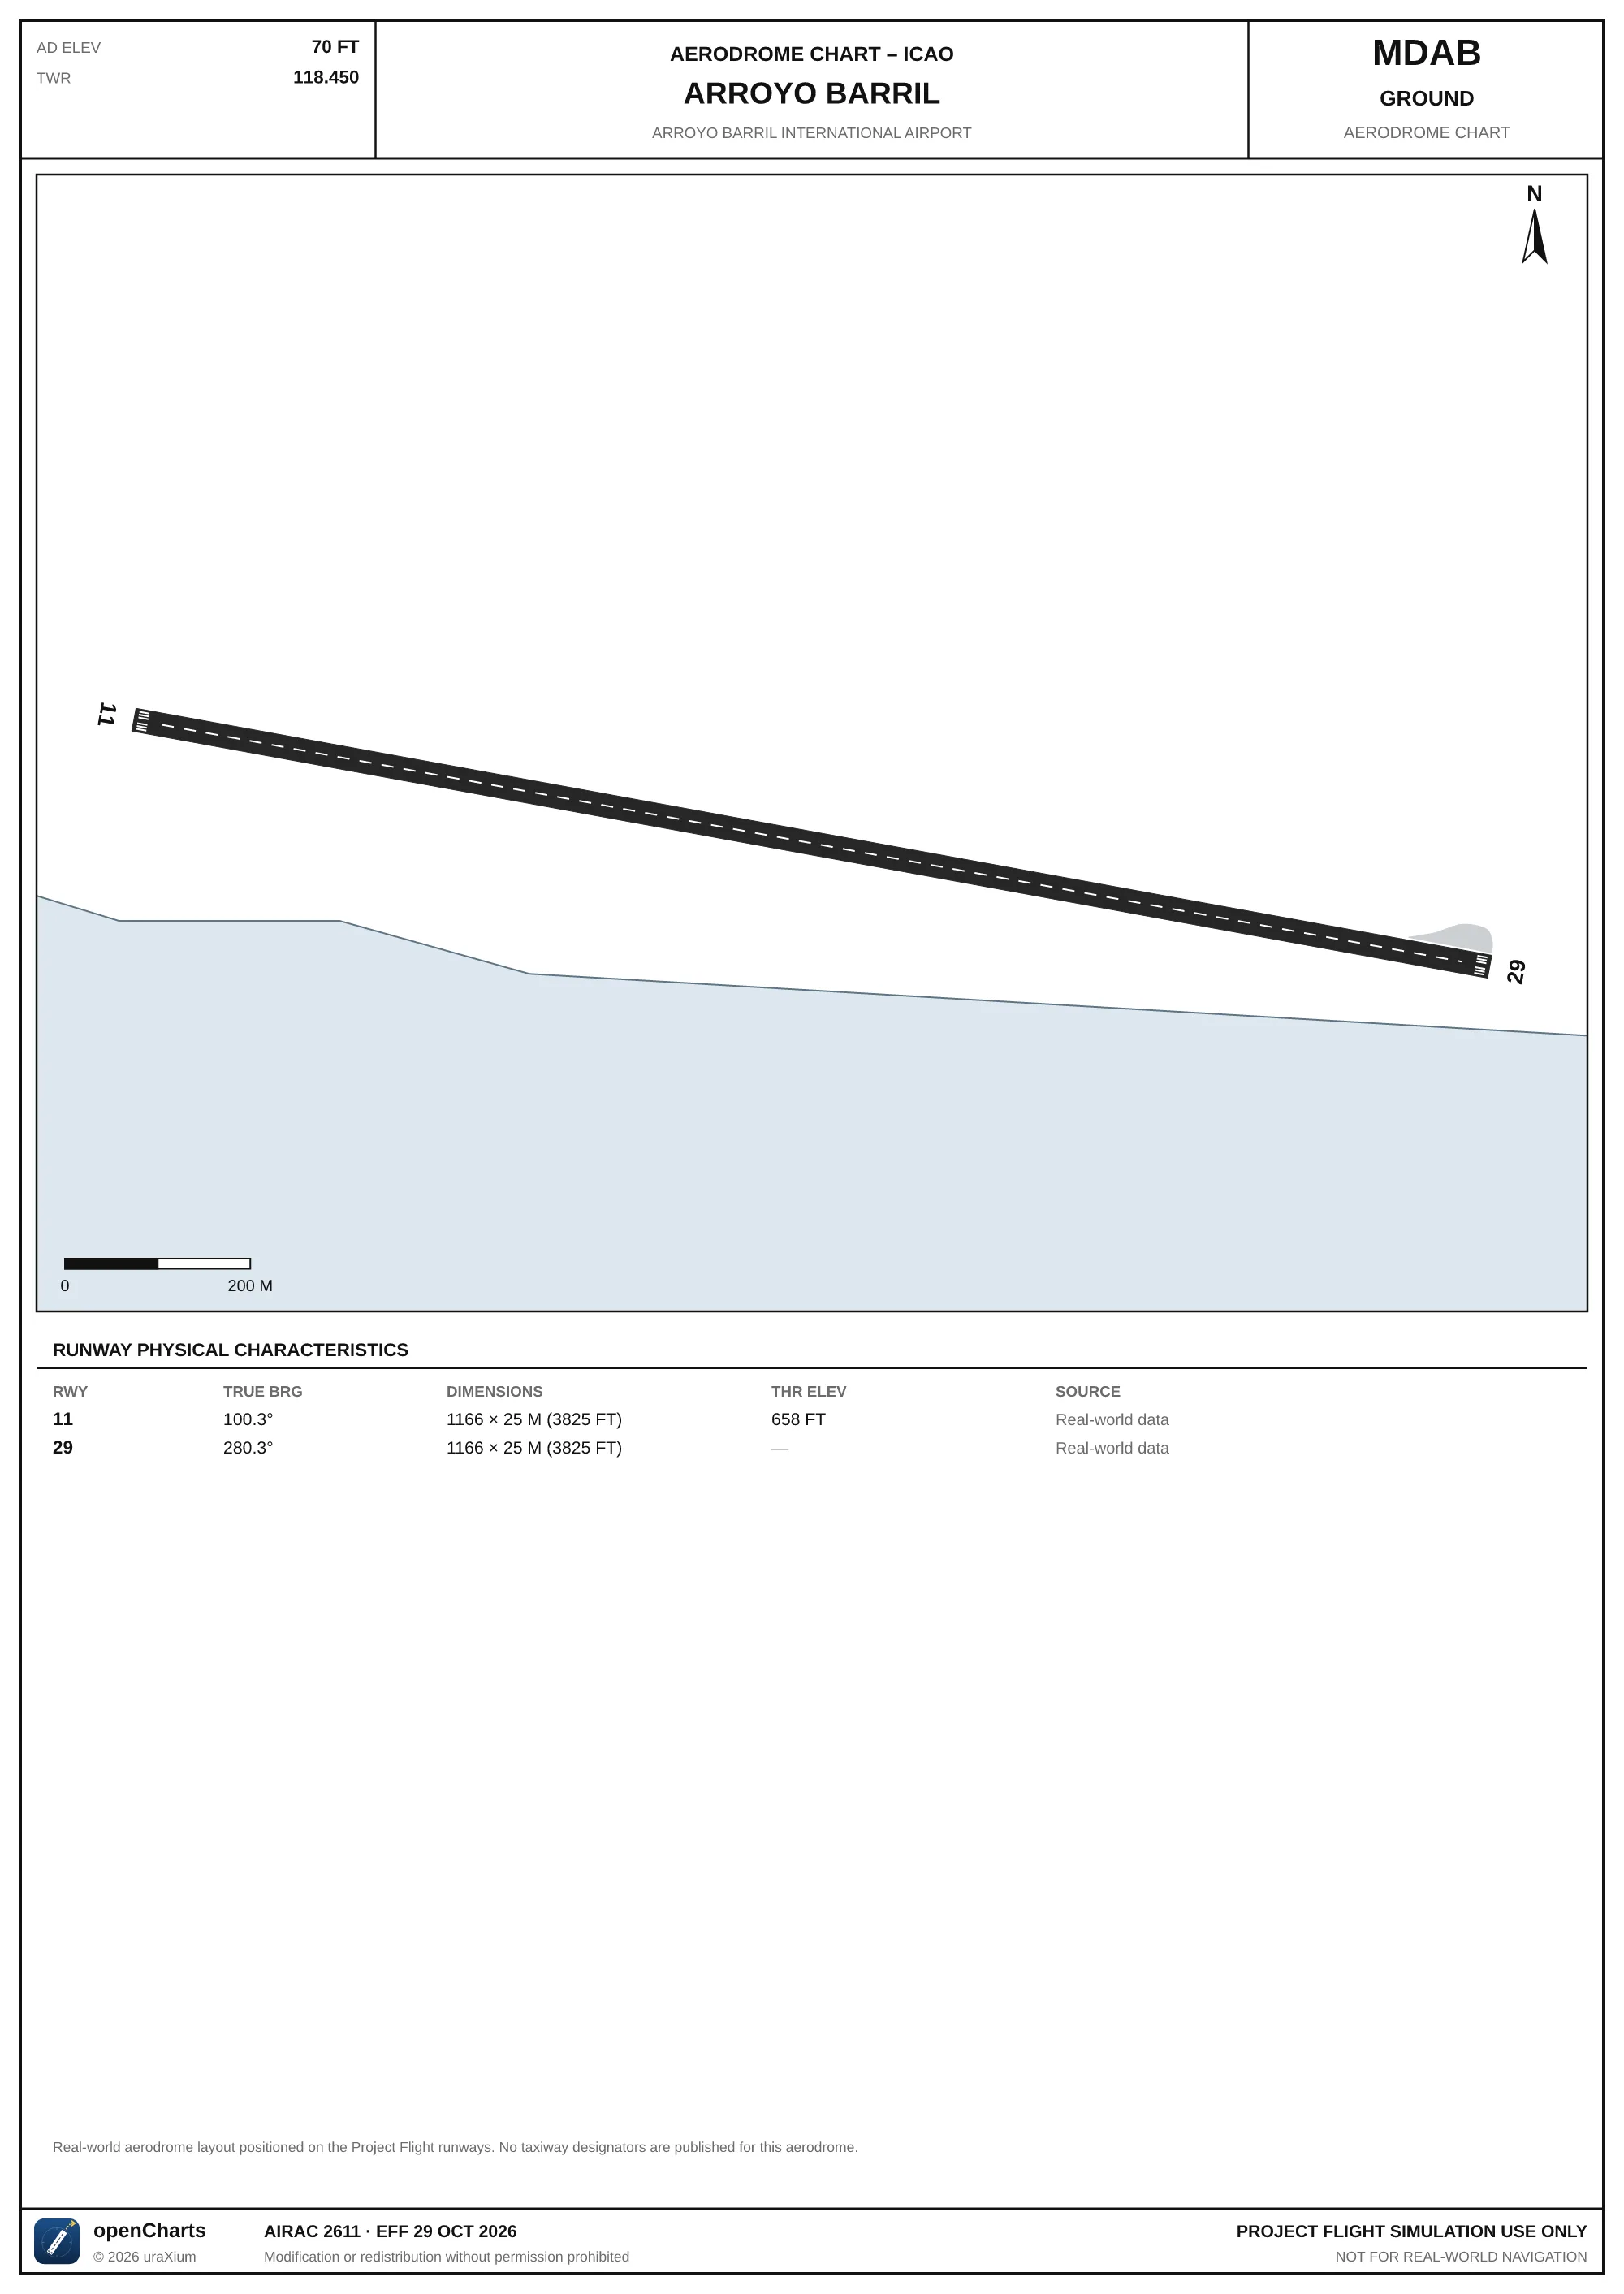 AD ELEV 70 FT
TWR 118.450
AERODROME CHART – ICAO
ARROYO BARRIL
ARROYO BARRIL INTERNATIONAL AIRPORT
MDAB
GROUND
AERODROME CHART
N
11
29
0 200 M
RUNWAY PHYSICAL CHARACTERISTICS
RWY TRUE BRG DIMENSIONS THR ELEV SOURCE
11 100.3° 1166 × 25 M (3825 FT) 658 FT Real-world data
29 280.3° 1166 × 25 M (3825 FT) — Real-world data
Real-world aerodrome layout positioned on the Project Flight runways. No taxiway designators are published for this aerodrome.
openCharts
© 2026 uraXium
AIRAC 2611 · EFF 29 OCT 2026
Modification or redistribution without permission prohibited
PROJECT FLIGHT SIMULATION USE ONLY
NOT FOR REAL-WORLD NAVIGATION